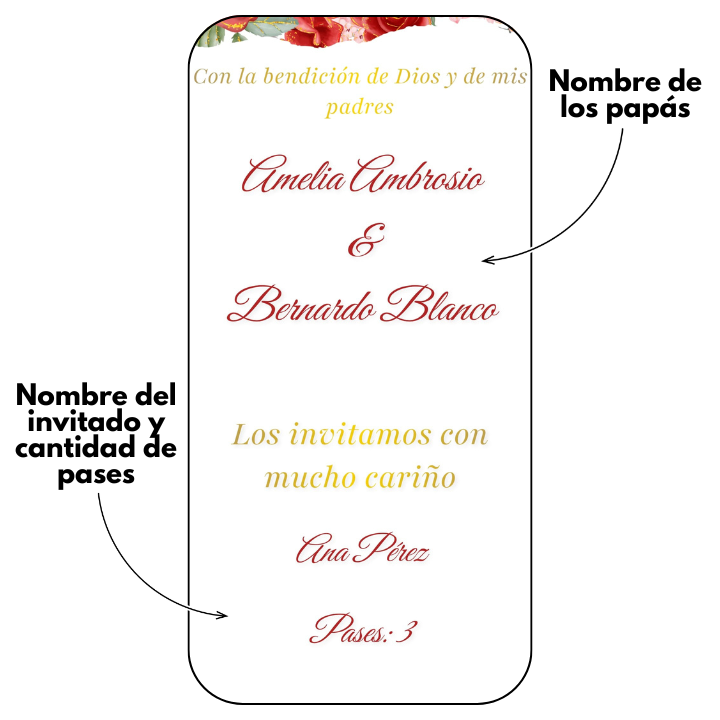 Con la bendición de Dios y de mis
padres
Nombre de
los papás
Amelia Ambrosio
&
Bernardo Blanco
Nombre del
invitado y
cantidad de
pases
Los invitamos con
mucho cariño
Ana Pérez
Pases: 3